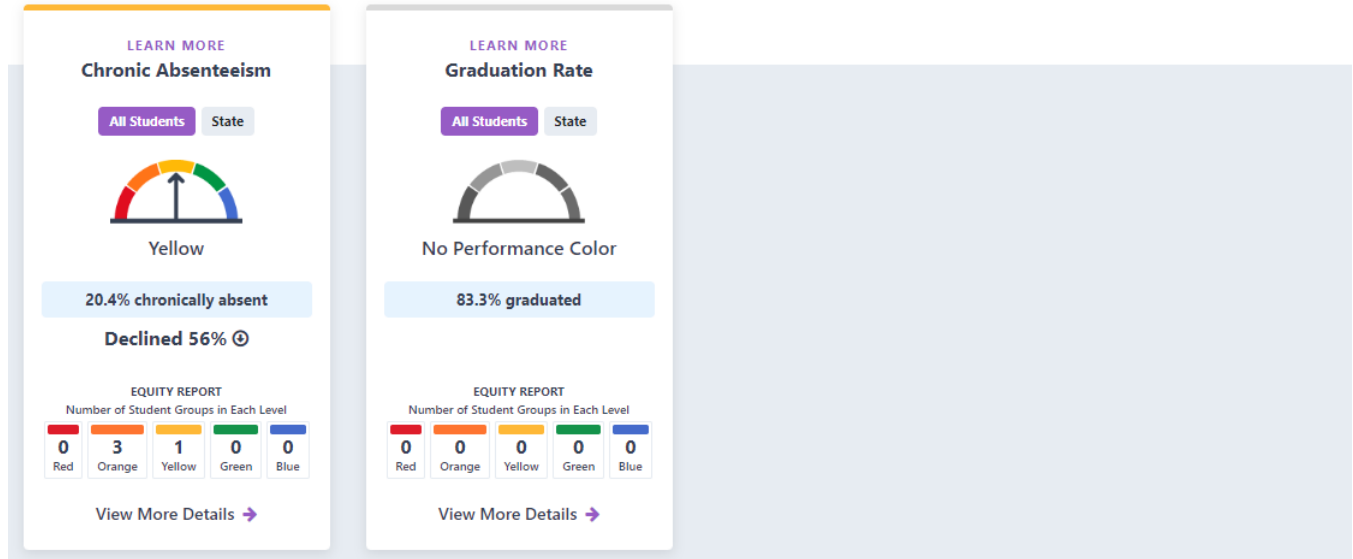 LEARN MORE
Chronic Absenteeism
All Students State
Yellow
20.4% chronically absent
Declined 56%
EQUITY REPORT
Number of Student Groups in Each Level
0 3 1 0 0
Red Orange Yellow Green Blue
View More Details
LEARN MORE
Graduation Rate
All Students State
No Performance Color
83.3% graduated
EQUITY REPORT
Number of Student Groups in Each Level
0 0 0 0 0
Red Orange Yellow Green Blue
View More Details